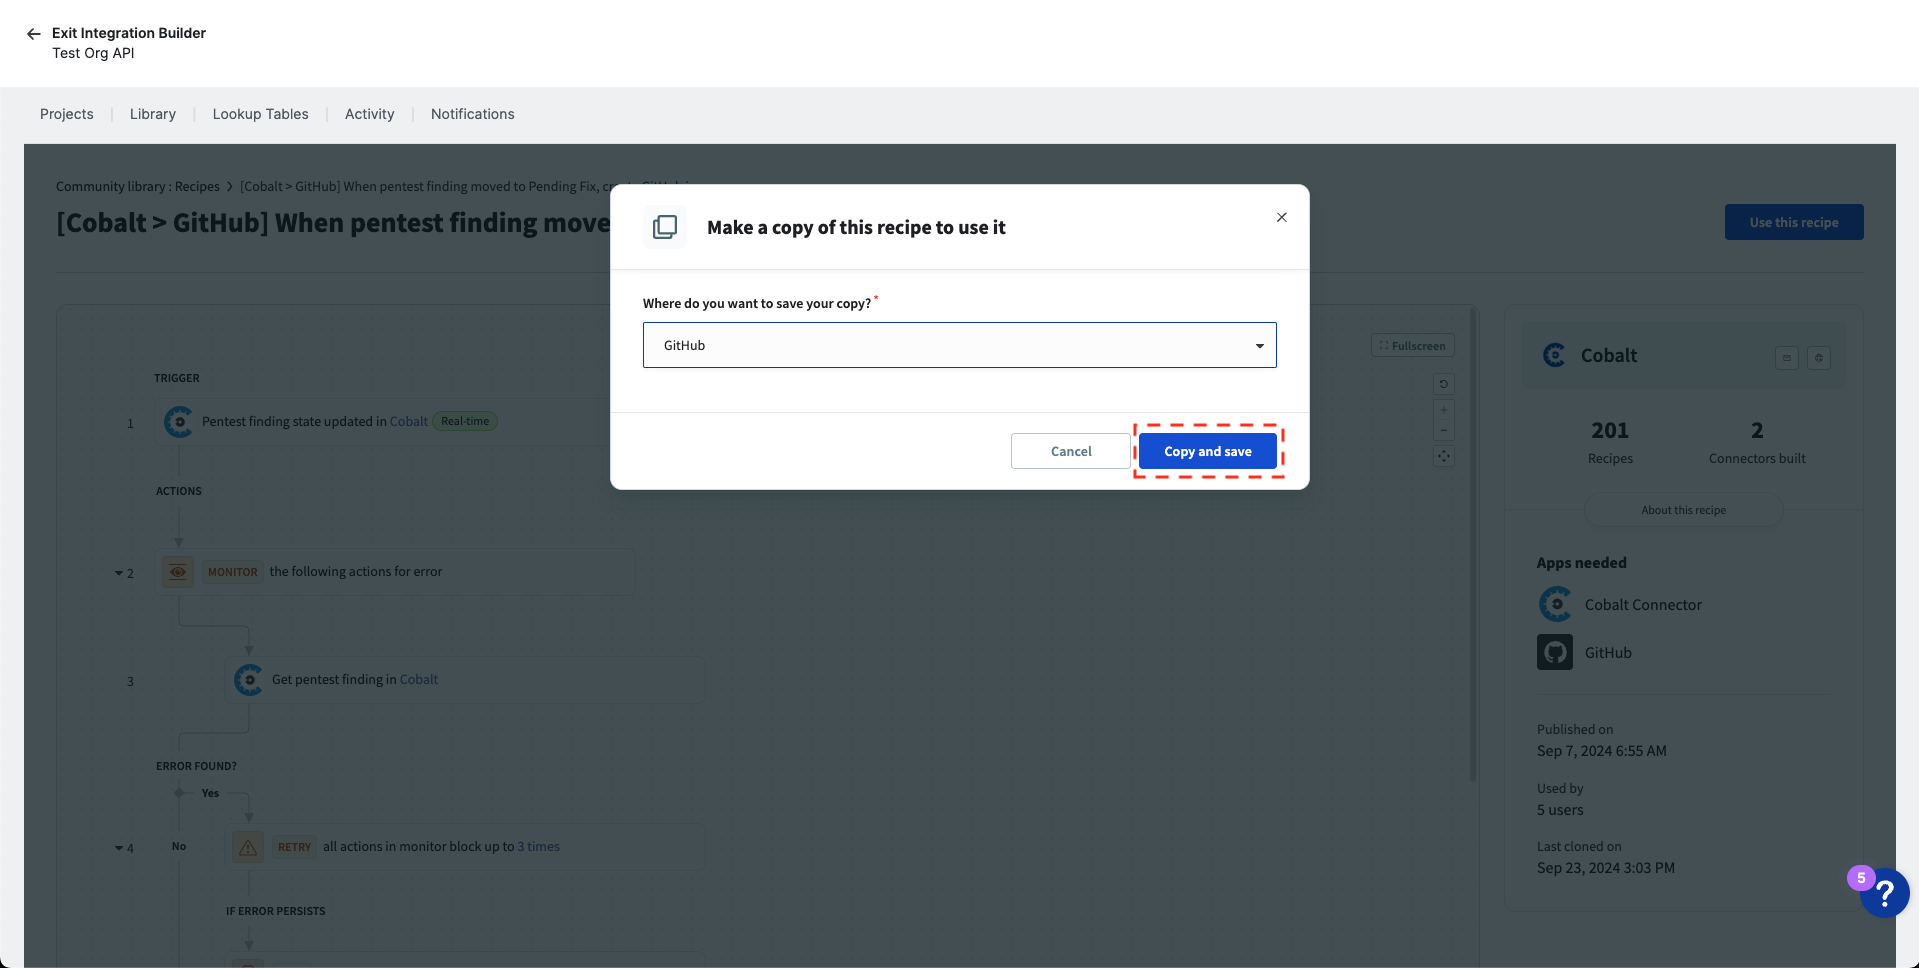 Exit Integration Builder
Test Org API
Projects
Library
Lookup Tables
Activity
Notifications
Community library : Recipes
[Cobalt > GitHub] When pentest finding moved to Pending Fix,
[Cobalt > GitHub] When pentest finding move
Use this recipe
Make a copy of this recipe to use it
Where do you want to save your copy? *
GitHub
Cancel
Copy and save
Fullscreen
TRIGGER
1
Pentest finding state updated in Cobalt
Real-time
ACTIONS
2
MONITOR
the following actions for error
3
Get pentest finding in Cobalt
ERROR FOUND?
Yes
No
4
RETRY
all actions in monitor block up to 3 times
IF ERROR PERSISTS
Cobalt
201
Recipes
2
Connectors built
About this recipe
Apps needed
Cobalt Connector
GitHub
Published on
Sep 7, 2024 6:55 AM
Used by
5 users
Last cloned on
Sep 23, 2024 3:03 PM
5
?